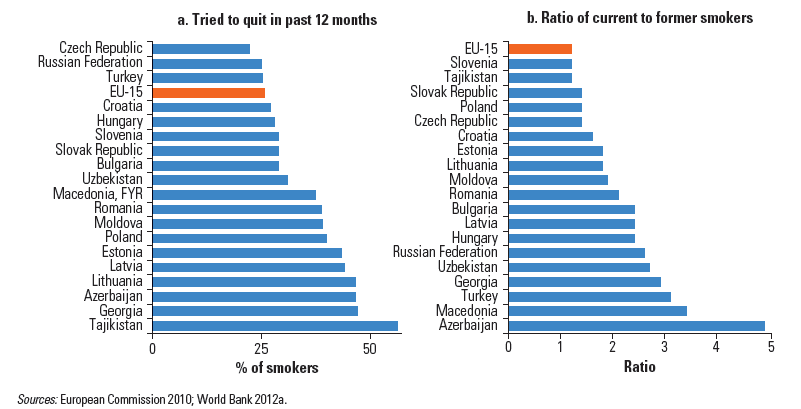 a. Tried to quit in past 12 months
Czech Republic
Russian Federation
Turkey
EU-15
Croatia
Hungary
Slovenia
Slovak Republic
Bulgaria
Uzbekistan
Macedonia, FYR
Romania
Moldova
Poland
Estonia
Latvia
Lithuania
Azerbaijan
Georgia
Tajikistan
0 25 50
% of smokers
b. Ratio of current to former smokers
EU-15
Slovenia
Tajikistan
Slovak Republic
Poland
Czech Republic
Croatia
Estonia
Lithuania
Moldova
Romania
Bulgaria
Latvia
Hungary
Russian Federation
Uzbekistan
Georgia
Turkey
Macedonia
Azerbaijan
0 1 2 3 4 5
Ratio
Sources: European Commission 2010; World Bank 2012a.